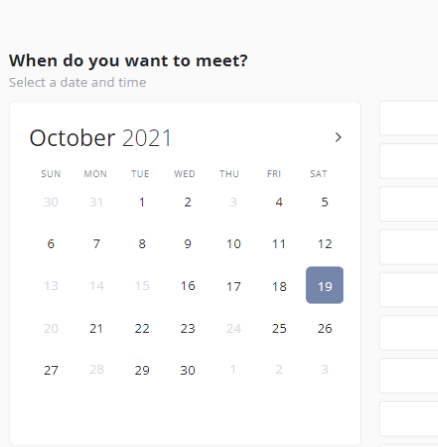 When do you want to meet?
Select a date and time
October 2021 >
SUN MON TUE WED THU FRI SAT
30 31 1 2 3 4 5
6 7 8 9 10 11 12
13 14 15 16 17 18 19
20 21 22 23 24 25 26
27 28 29 30 1 2 3